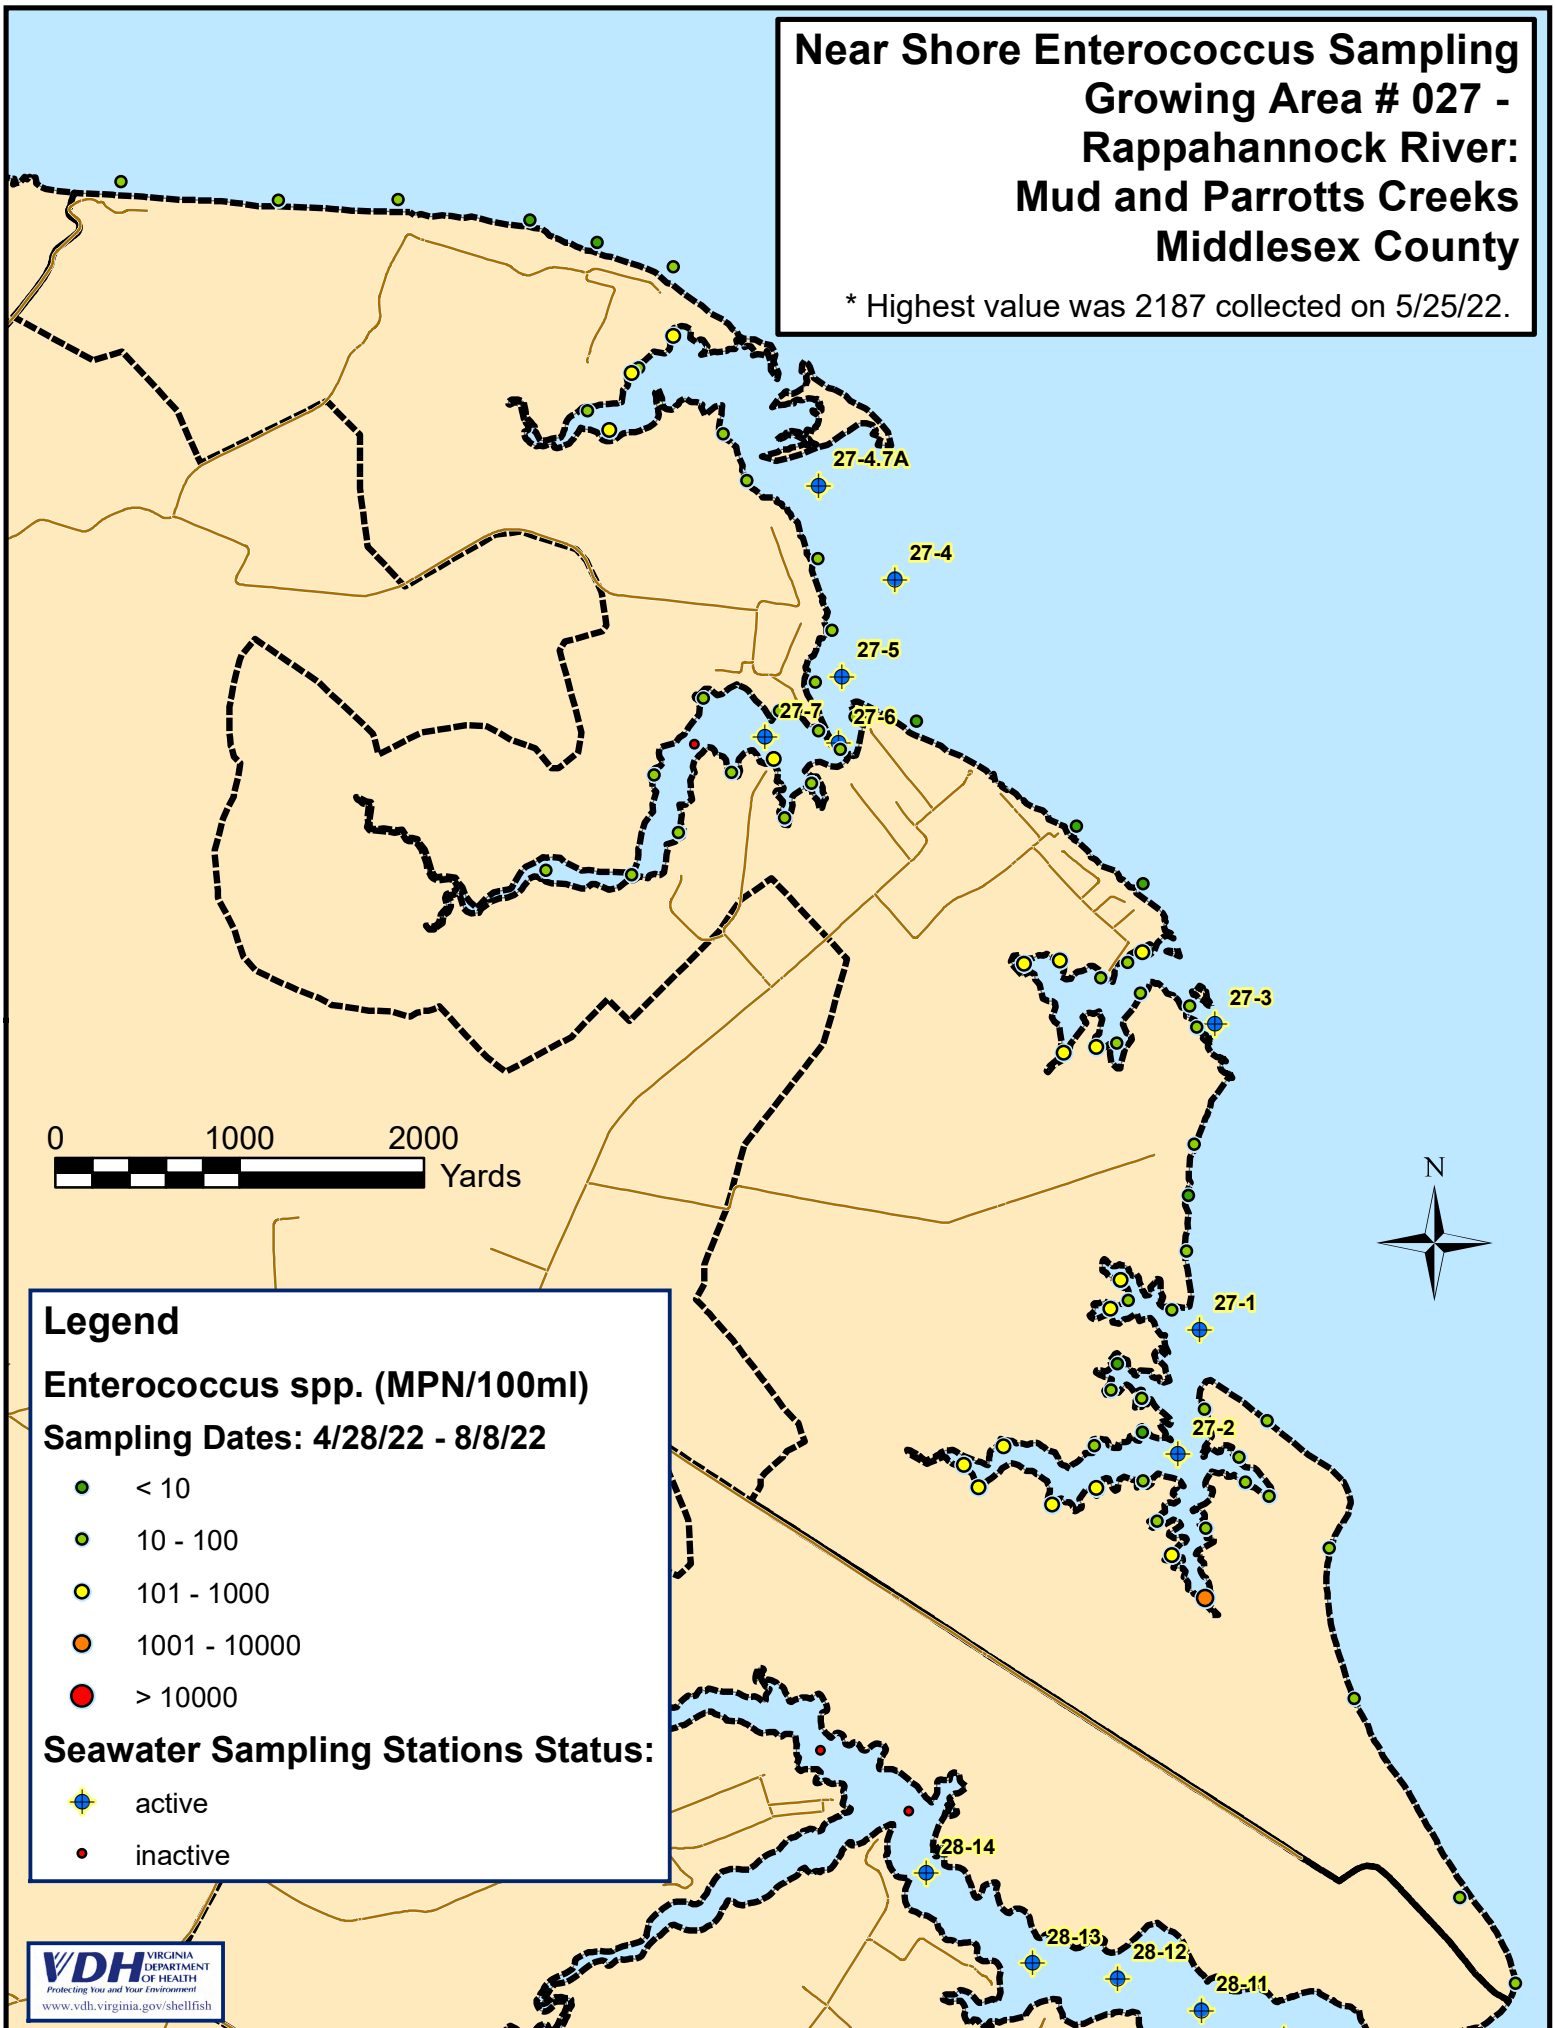 Near Shore Enterococcus Sampling
Growing Area # 027 -
Rappahannock River:
Mud and Parrotts Creeks
Middlesex County
* Highest value was 2187 collected on 5/25/22.
27-4.7A
27-4
27-5
27-7
27-6
27-3
0 1000 2000
Yards
N
27-1
27-2
Legend
Enterococcus spp. (MPN/100ml)
Sampling Dates: 4/28/22 - 8/8/22
< 10
10 - 100
101 - 1000
1001 - 10000
> 10000
Seawater Sampling Stations Status:
active
inactive
28-14
28-13
28-12
28-11
VDH VIRGINIA
DEPARTMENT
OF HEALTH
Protecting You and Your Environment
www.vdh.virginia.gov/shellfish